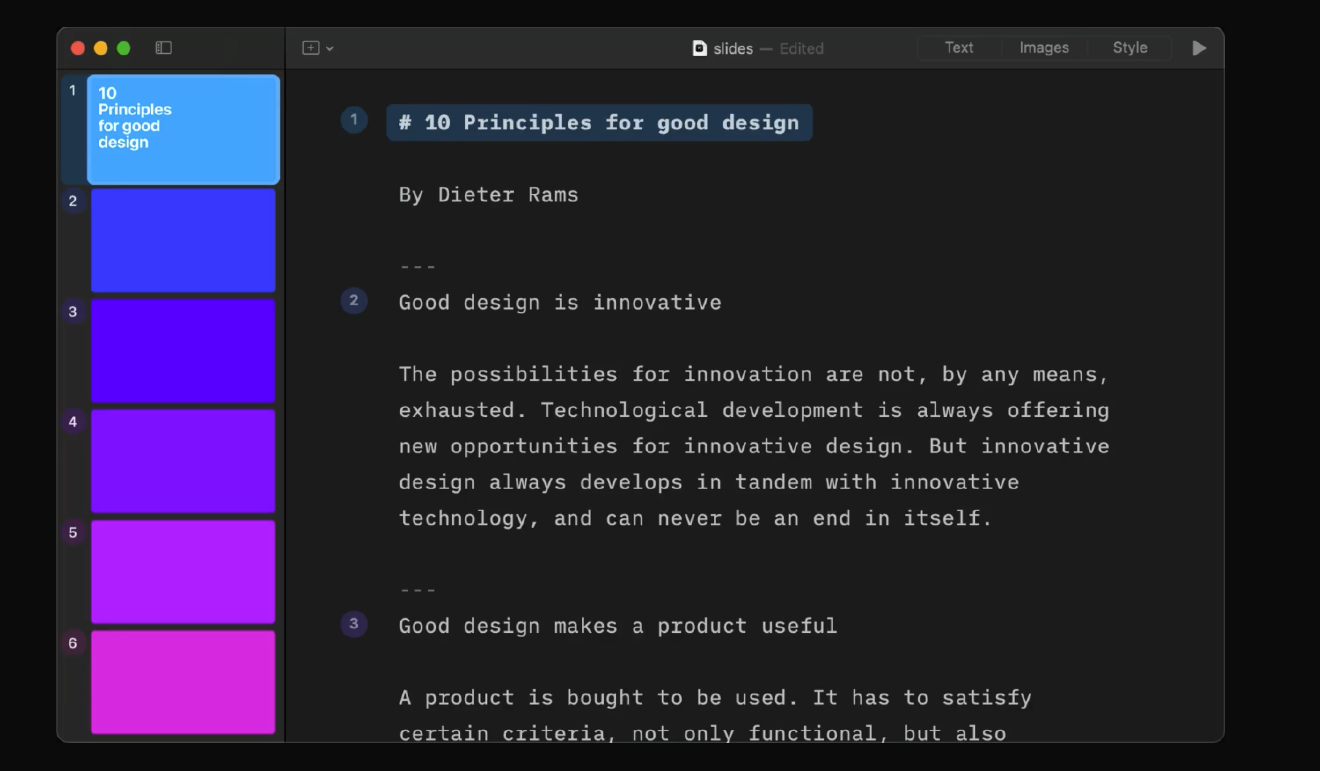 slides — Edited
Text
Images
Style
1
10
Principles
for good
design
2
3
4
5
6
1
# 10 Principles for good design
By Dieter Rams
---
2
Good design is innovative
The possibilities for innovation are not, by any means,
exhausted. Technological development is always offering
new opportunities for innovative design. But innovative
design always develops in tandem with innovative
technology, and can never be an end in itself.
---
3
Good design makes a product useful
A product is bought to be used. It has to satisfy
certain criteria, not only functional, but also